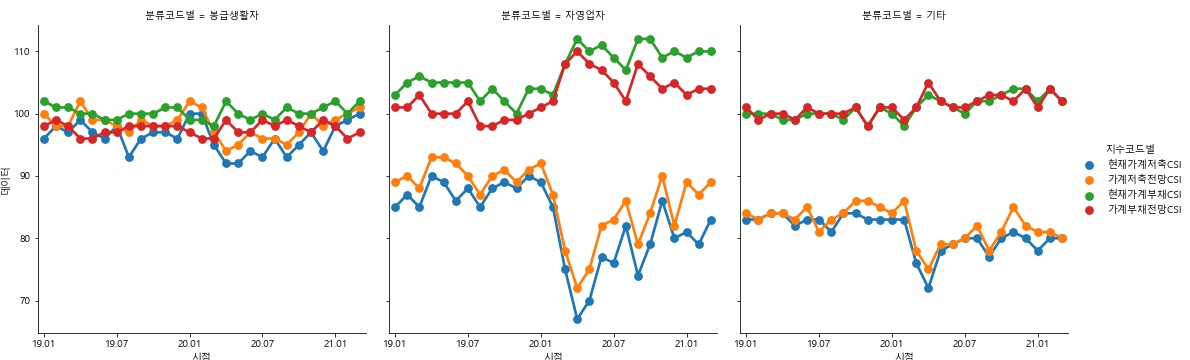 분류코드별 = 봉급생활자
분류코드별 = 자영업자
분류코드별 = 기타
110
100
90
80
70
데이터
19.01
19.07
20.01
20.07
21.01
시점
19.01
19.07
20.01
20.07
21.01
시점
19.01
19.07
20.01
20.07
21.01
시점
지수코드별
현재가계저축CSI
가계저축전망CSI
현재가계부채CSI
가계부채전망CSI